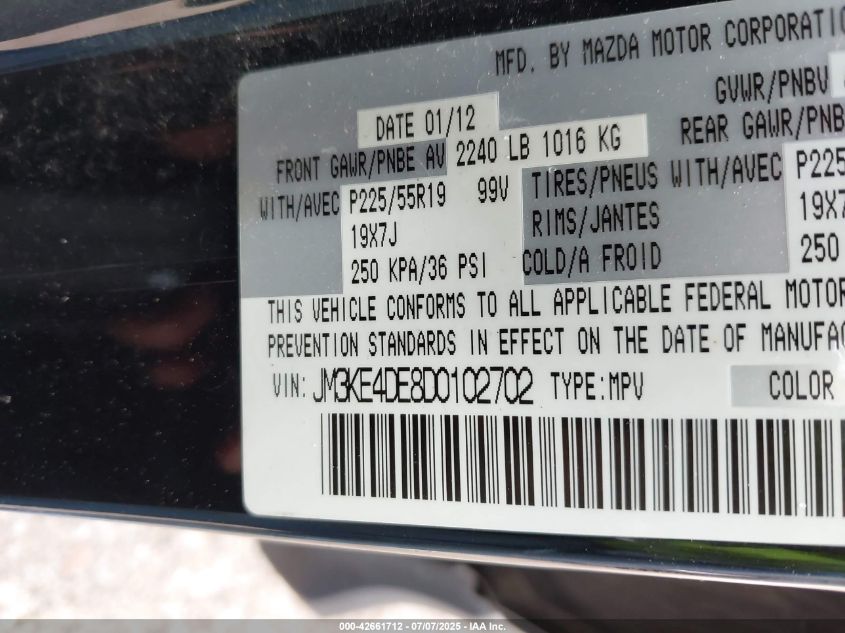 MFD. BY MAZDA MOTOR CORPORATION
DATE 01/12 GVWR/PNBV
FRONT GAWR/PNBE AV 2240 LB 1016 KG REAR GAWR/PNB
WITH/AVEC P225/55R19 99V TIRES/PNEUS WITH/AVEC P225
19X7J RIMS/JANTES 19X7
250 KPA/36 PSI COLD/A FROID 250
THIS VEHICLE CONFORMS TO ALL APPLICABLE FEDERAL MOTOR
PREVENTION STANDARDS IN EFFECT ON THE DATE OF MANUFAC
VIN: JM3KE4DE8D0102702 TYPE:MPV COLOR
000-42661712 - 07/07/2025 - IAA Inc.